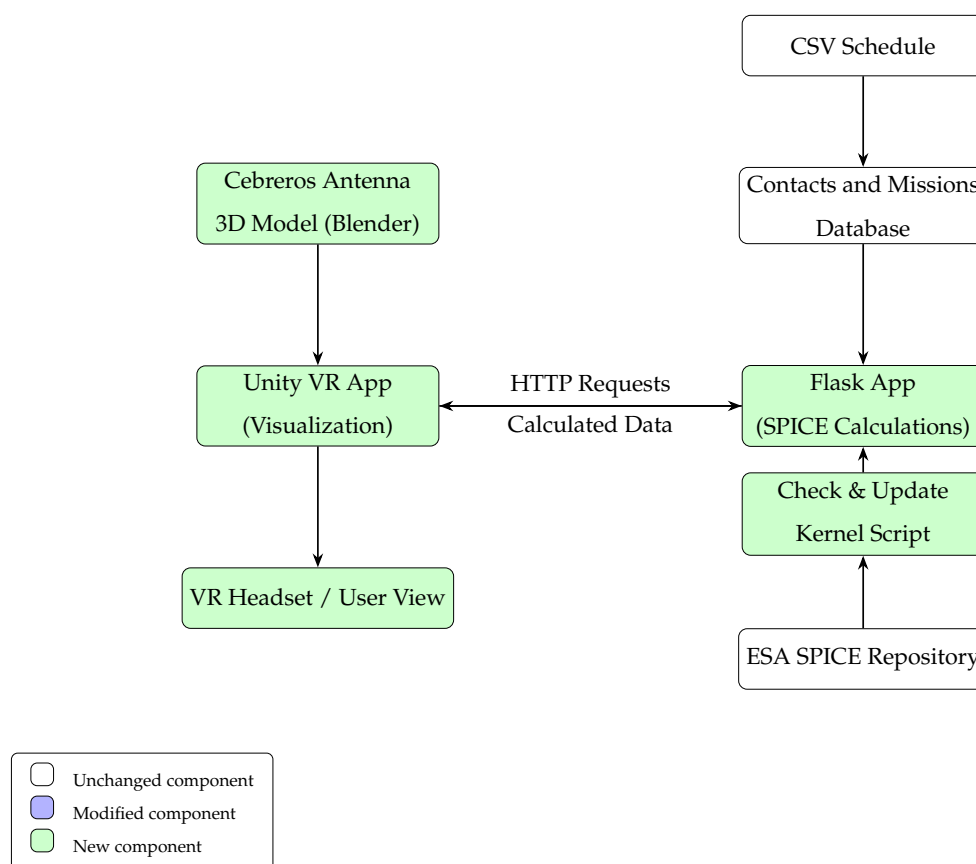 CSV Schedule
Cebreros Antenna
3D Model (Blender)
Contacts and Missions
Database
Unity VR App
(Visualization)
HTTP Requests
Calculated Data
Flask App
(SPICE Calculations)
Check & Update
Kernel Script
VR Headset / User View
ESA SPICE Repository
Unchanged component
Modified component
New component